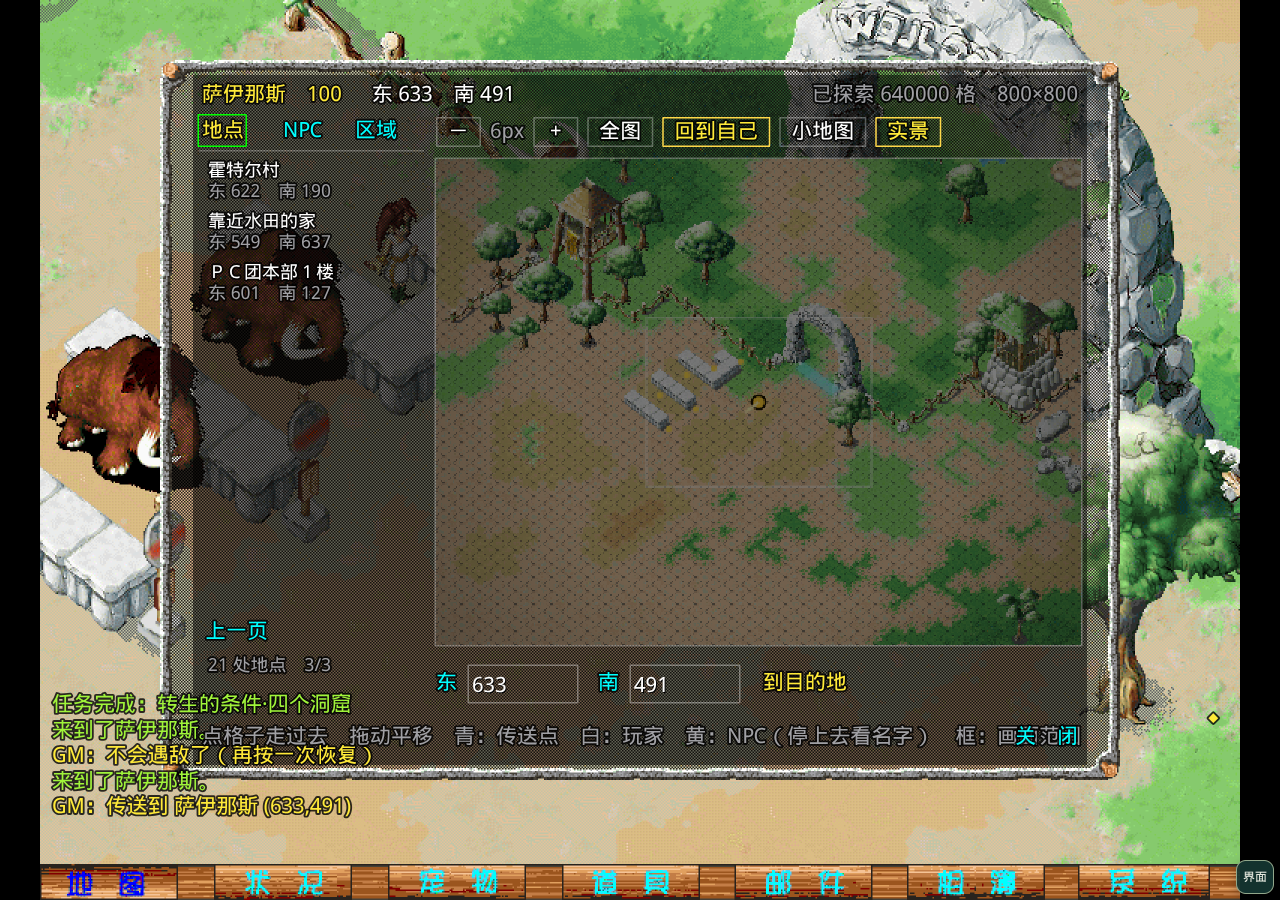 萨伊那斯 100 东 633 南 491 已探索 640000 格 800×800
地点 NPC 区域 — 6px + 全图 回到自己 小地图 实景
霍特尔村
东 622 南 190
靠近水田的家
东 549 南 637
ＰＣ团本部１楼
东 601 南 127
上一页
21 处地点 3/3
东 633 南 491 到目的地
任务完成：转生的条件·四个洞窟
来到了萨伊那斯。
点格子走过去 拖动平移 青：传送点 白：玩家 黄：NPC（停上去看名字） 框：画面范
关闭
GM：不会遇敌了（再按一次恢复）
来到了萨伊那斯。
GM：传送到 萨伊那斯 (633,491)
地图 状况 宠物 道具 邮件 相簿 系统
界面